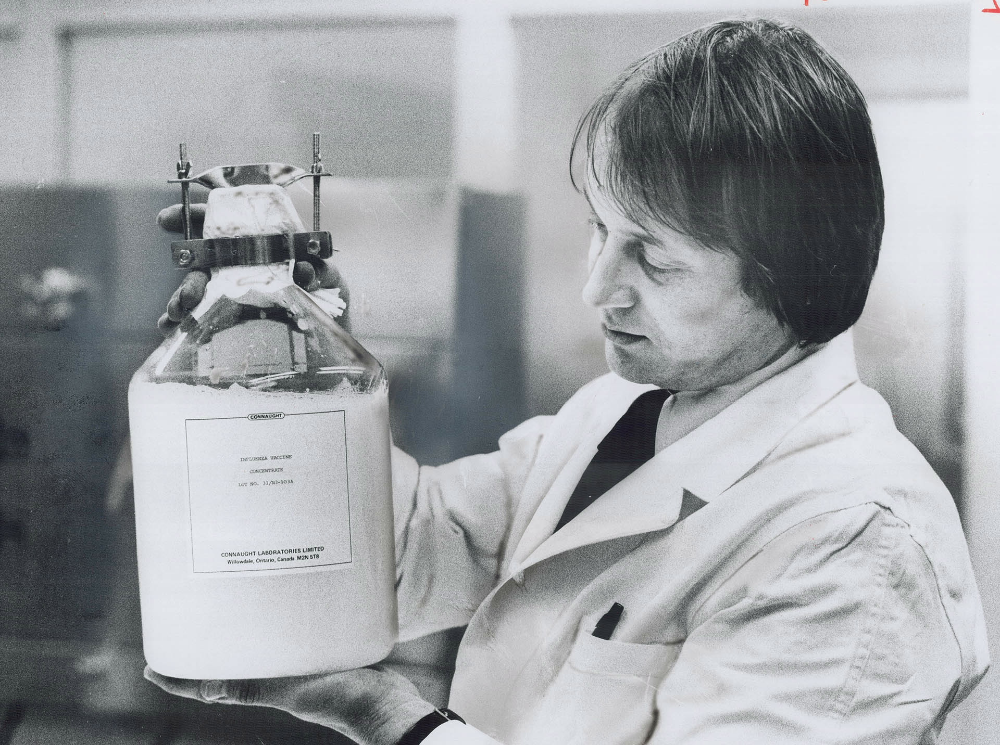 CONNAUGHT
INFLUENZA VACCINE
CONCENTRATE
LOT NO. 31/N3-903A
CONNAUGHT LABORATORIES LIMITED
Willowdale, Ontario, Canada M2N 5T8